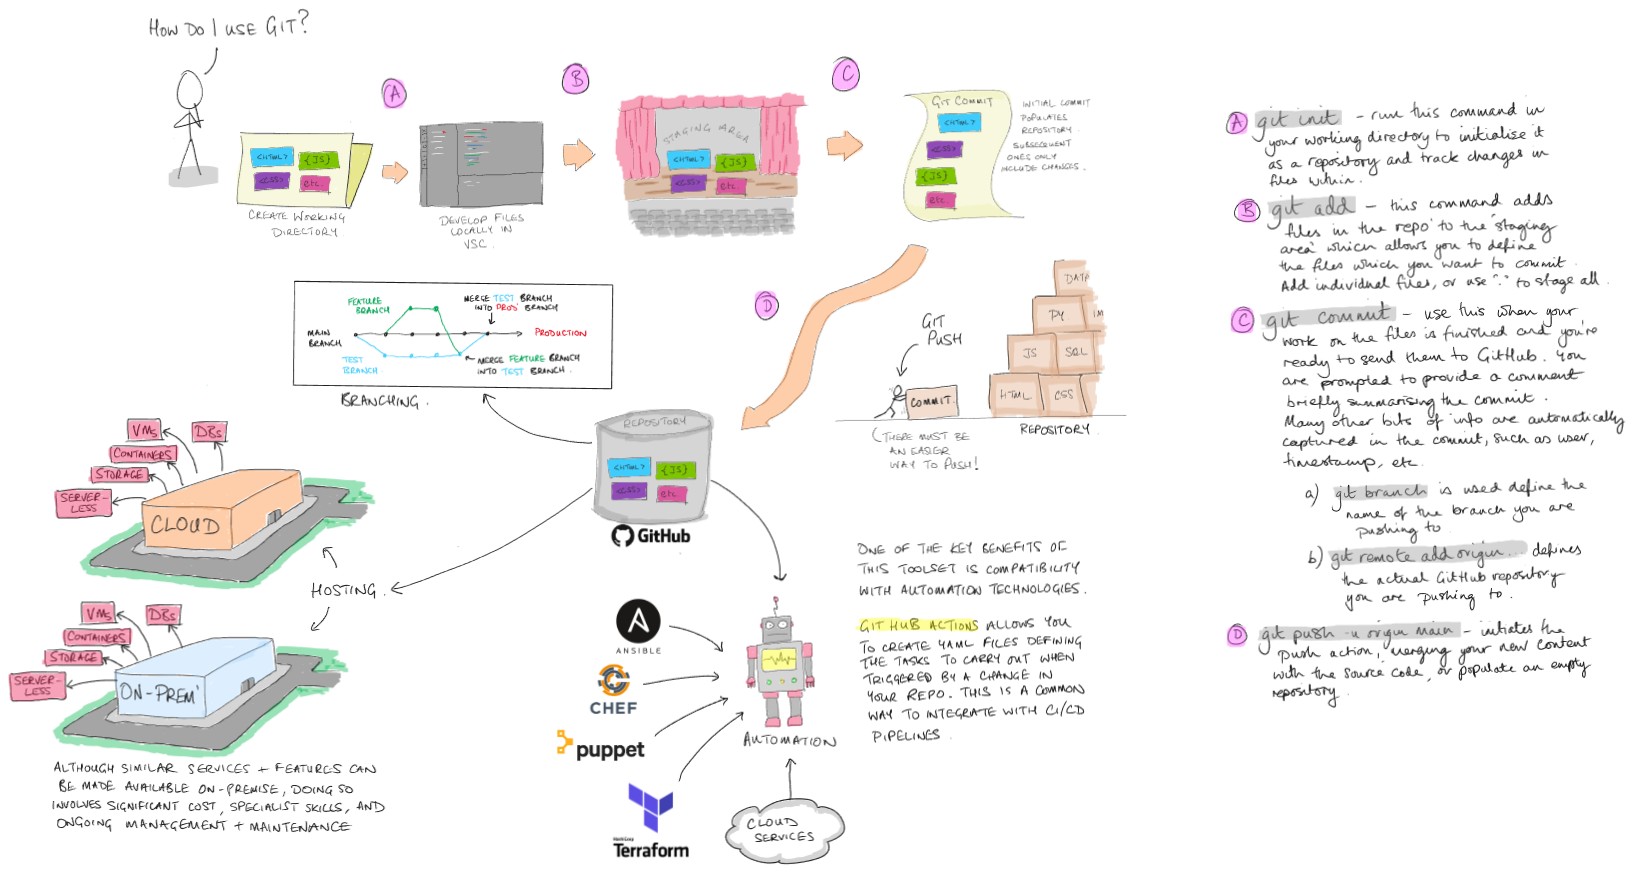 HOW DO I USE GIT?
A
B
C
<HTML>
{JS}
<CSS>
etc.
CREATE WORKING
DIRECTORY
DEVELOP FILES
LOCALLY IN
VSC.
STAGING AREA
<HTML>
{JS}
<CSS>
etc.
GIT COMMIT
<HTML>
<CSS>
{JS}
etc.
INITIAL COMMIT
POPULATES
REPOSITORY.
SUBSEQUENT
ONES ONLY
INCLUDE CHANGES.
D
GIT
PUSH
COMMIT.
(THERE MUST BE
AN EASIER
WAY TO PUSH!
DATA
PY
JS
SQL
HTML
CSS
REPOSITORY.
FEATURE
BRANCH
MERGE TEST BRANCH
INTO 'PROD' BRANCH
MAIN
BRANCH
PRODUCTION
TEST
BRANCH
MERGE FEATURE BRANCH
INTO TEST BRANCH.
BRANCHING.
REPOSITORY
<HTML>
{JS}
<CSS>
etc.
GitHub
VMs
DBs
CONTAINERS
STORAGE
SERVER-
LESS
CLOUD
HOSTING.
VMs
DBs
CONTAINERS
STORAGE
SERVER-
LESS
ON-PREM'
ALTHOUGH SIMILAR SERVICES + FEATURES CAN
BE MADE AVAILABLE ON-PREMISE, DOING SO
INVOLVES SIGNIFICANT COST, SPECIALIST SKILLS, AND
ONGOING MANAGEMENT + MAINTENANCE
A
ANSIBLE
CHEF
puppet
HashiCorp
Terraform
AUTOMATION
CLOUD
SERVICES
ONE OF THE KEY BENEFITS OF
THIS TOOLSET IS COMPATIBILITY
WITH AUTOMATION TECHNOLOGIES.
GIT HUB ACTIONS ALLOWS YOU
TO CREATE YAML FILES DEFINING
THE TASKS TO CARRY OUT WHEN
TRIGGERED BY A CHANGE IN
YOUR REPO. THIS IS A COMMON
WAY TO INTEGRATE WITH CI/CD
PIPELINES.
A git init - run this command in
your working directory to initialise it
as a repository and track changes in
files within.
B git add - this command adds
files in the repo to the 'staging
area' which allows you to define
the files which you want to commit.
Add individual files, or use "." to stage all.
C git commit - use this when your
work on the files is finished and you're
ready to send them to GitHub. You
are prompted to provide a comment
briefly summarising the commit.
Many other bits of info are automatically
captured in the commit, such as user,
timestamp, etc.
a) git branch is used define the
name of the branch you are
pushing to.
b) git remote add origin... defines
the actual GitHub repository
you are pushing to.
D git push -u origin main - initiates the
'push action', merging your new content
with the source code, or populate an empty
repository.